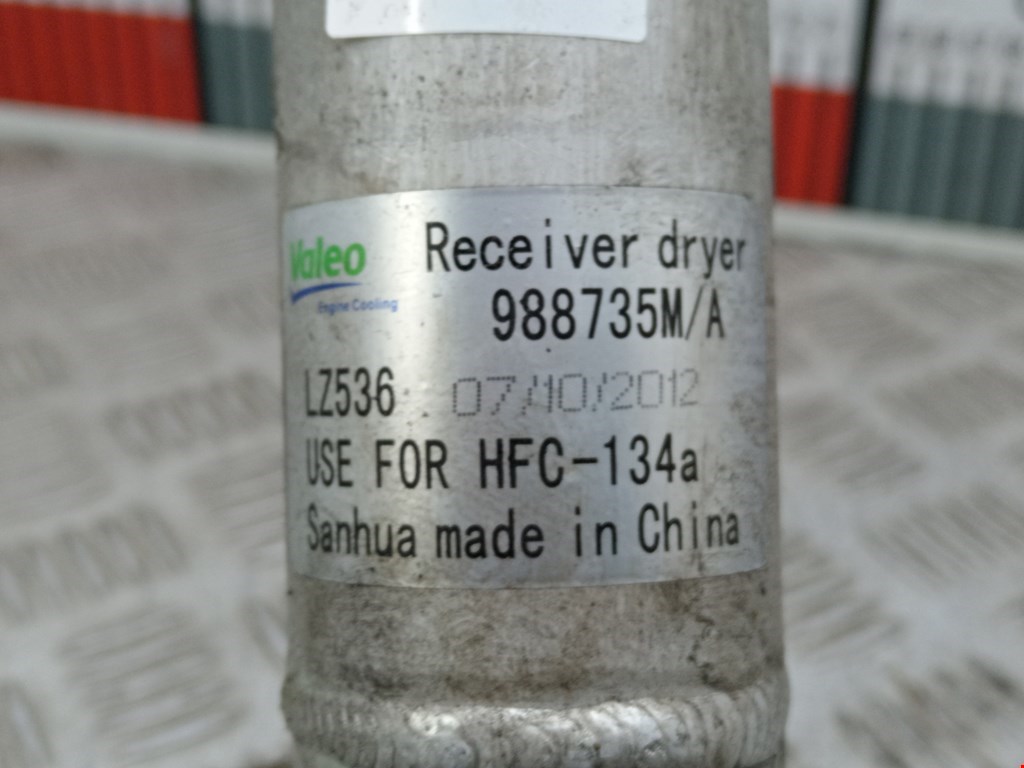 Valeo
Engine Cooling
Receiver dryer
988735M/A
LZ536 07/10/2012
USE FOR HFC-134a
Sanhua made in China